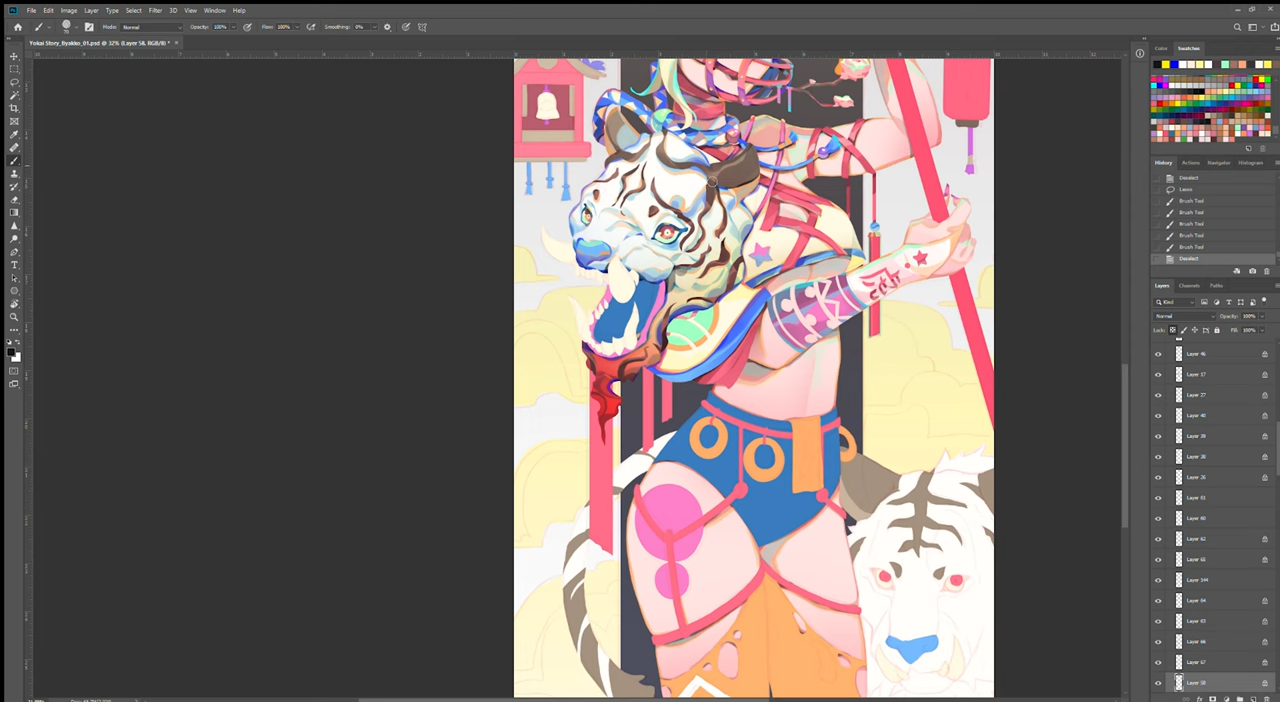 File Edit Image Layer Type Select Filter 3D View Window Help
Mode: Normal Opacity: 100% Flow: 100% Smoothing: 0%
Yokai Story_Byakko_01.psd @ 32% (Layer 58, RGB/8) *
Color Swatches
History Actions Navigator Histogram
Deselect
Lasso
Brush Tool
Brush Tool
Brush Tool
Brush Tool
Brush Tool
Deselect
Layers Channels Paths
Kind
Normal Opacity: 100%
Lock: Fill: 100%
Layer 46
Layer 17
Layer 27
Layer 40
Layer 39
Layer 38
Layer 26
Layer 61
Layer 60
Layer 62
Layer 65
Layer 144
Layer 64
Layer 63
Layer 66
Layer 67
Layer 58